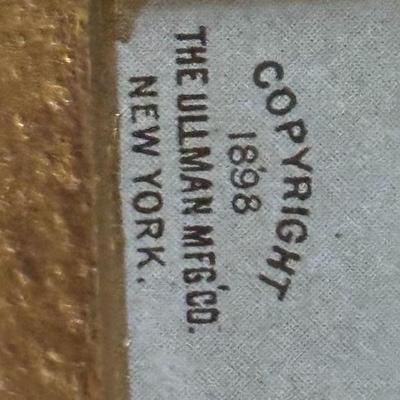 COPYRIGHT
1898
THE ULLMAN MFG'CO.
NEW YORK.